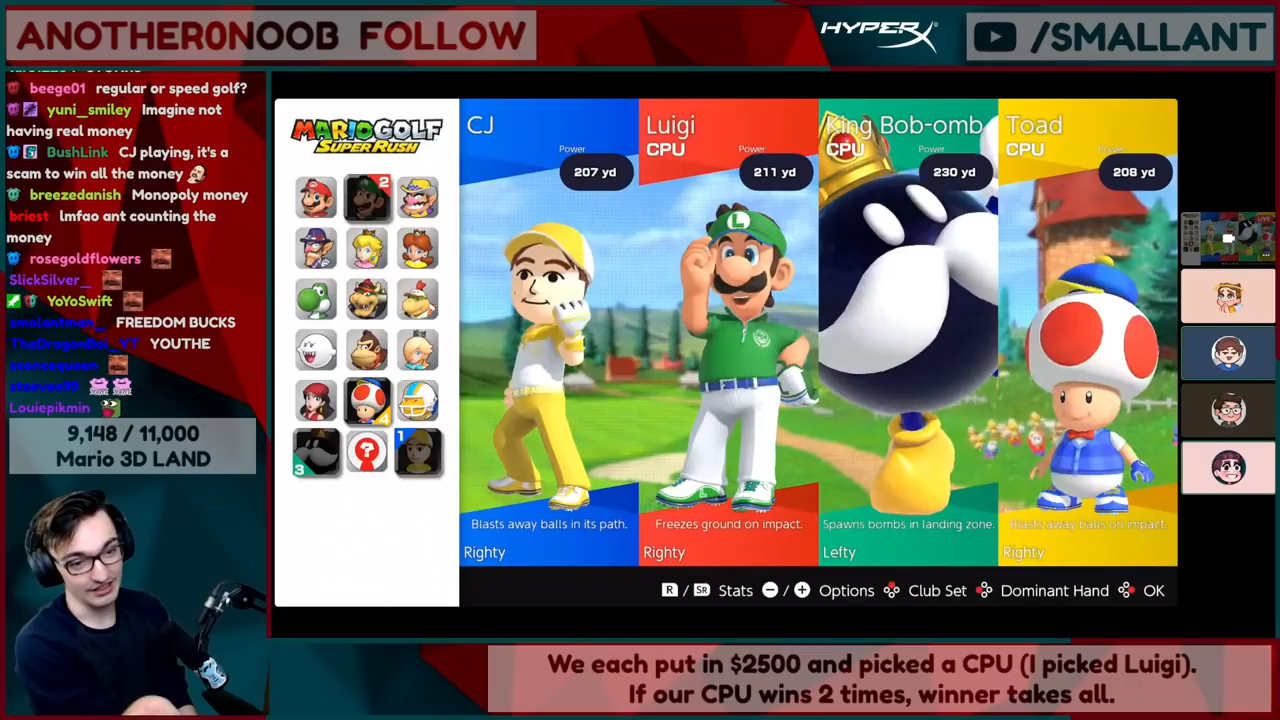 ANOTHER0NOOB FOLLOW
HYPERX
/SMALLANT
beege01 regular or speed golf?
yuni_smiley Imagine not
having real money
BushLink CJ playing, it's a
scam to win all the money
breezedanish Monopoly money
briest lmfao ant counting the
money
rosegoldflowers
SlickSilver_
YoYoSwift
smolantman_ FREEDOM BUCKS
TheDragonBoi_YT YOUTHE
Louiepikmin
9,148 / 11,000
Mario 3D LAND
MARIO GOLF
SUPER RUSH
2
4
3
?
1
CJ
Power
207 yd
Blasts away balls in its path.
Righty
Luigi
CPU
Power
211 yd
L
Freezes ground on impact.
Righty
King Bob-omb
CPU
Power
230 yd
Spawns bombs in landing zone.
Lefty
Toad
CPU
Power
208 yd
Blasts away balls on impact.
Righty
R / SR Stats − / + Options Club Set Dominant Hand OK
LIVE
We each put in $2500 and picked a CPU (I picked Luigi).
If our CPU wins 2 times, winner takes all.